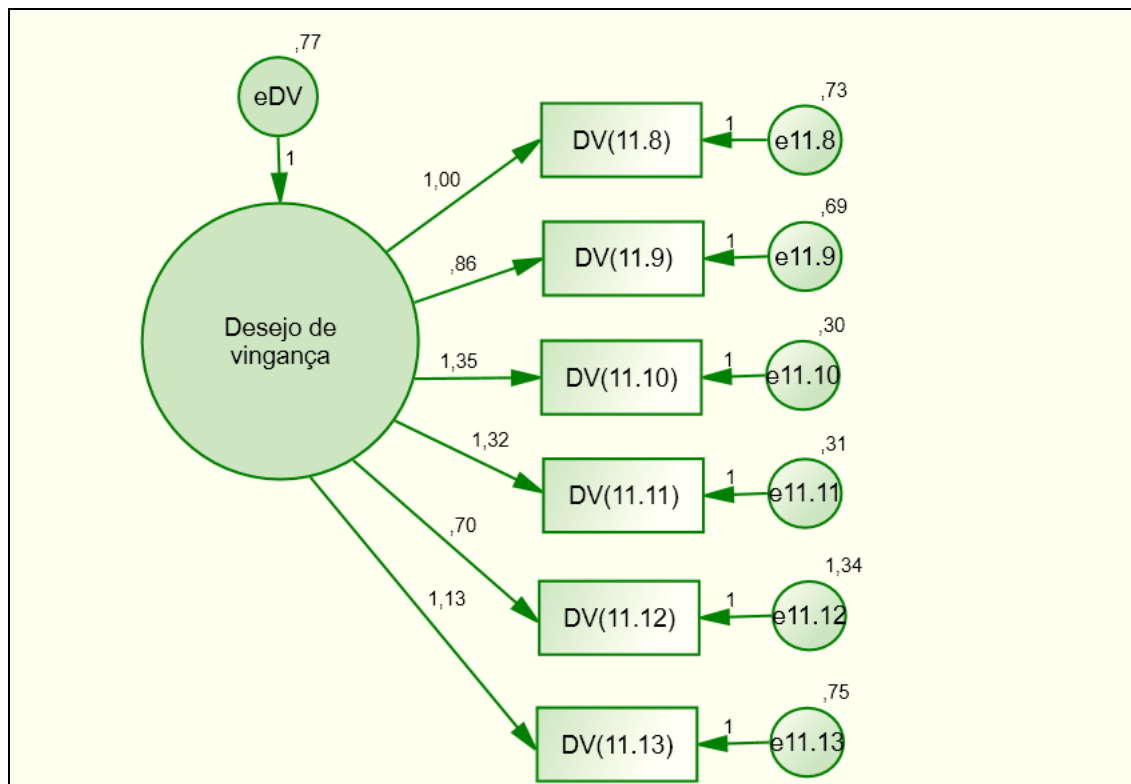 ,77
eDV
1
,73
1,00
DV(11.8)
1
e11.8
,69
,86
DV(11.9)
1
e11.9
,30
Desejo de
vingança
1,35
DV(11.10)
1
e11.10
,31
1,32
DV(11.11)
1
e11.11
1,34
,70
DV(11.12)
1
e11.12
,75
1,13
DV(11.13)
1
e11.13